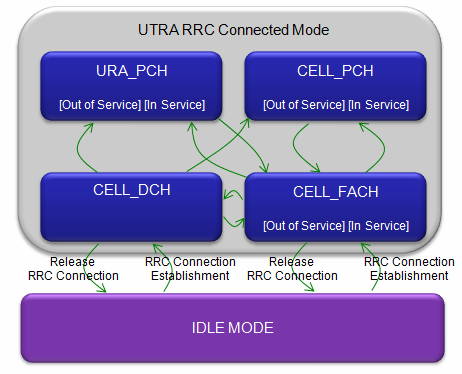 UTRA RRC Connected Mode
URA_PCH
[Out of Service] [In Service]
CELL_PCH
[Out of Service] [In Service]
CELL_DCH
CELL_FACH
[Out of Service] [In Service]
Release
RRC Connection
RRC Connection
Establishment
Release
RRC Connection
RRC Connection
Establishment
IDLE MODE